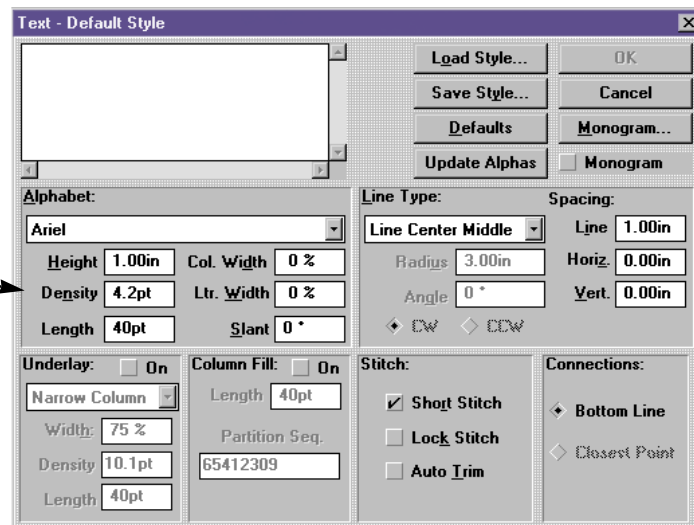 Text - Default Style
Load Style... OK
Save Style... Cancel
Defaults Monogram...
Update Alphas Monogram
Alphabet: Line Type: Spacing:
Ariel Line Center Middle Line 1.00in
Height 1.00in Col. Width 0 % Radius 3.00in Horiz. 0.00in
Density 4.2pt Ltr. Width 0 % Angle 0 ° Vert. 0.00in
Length 40pt Slant 0 ° CW CCW
Underlay: On Column Fill: On Stitch: Connections:
Narrow Column Length 40pt Short Stitch Bottom Line
Width: 75 % Partition Seq. Lock Stitch Closest Point
Density 10.1pt 65412309 Auto Trim
Length 40pt